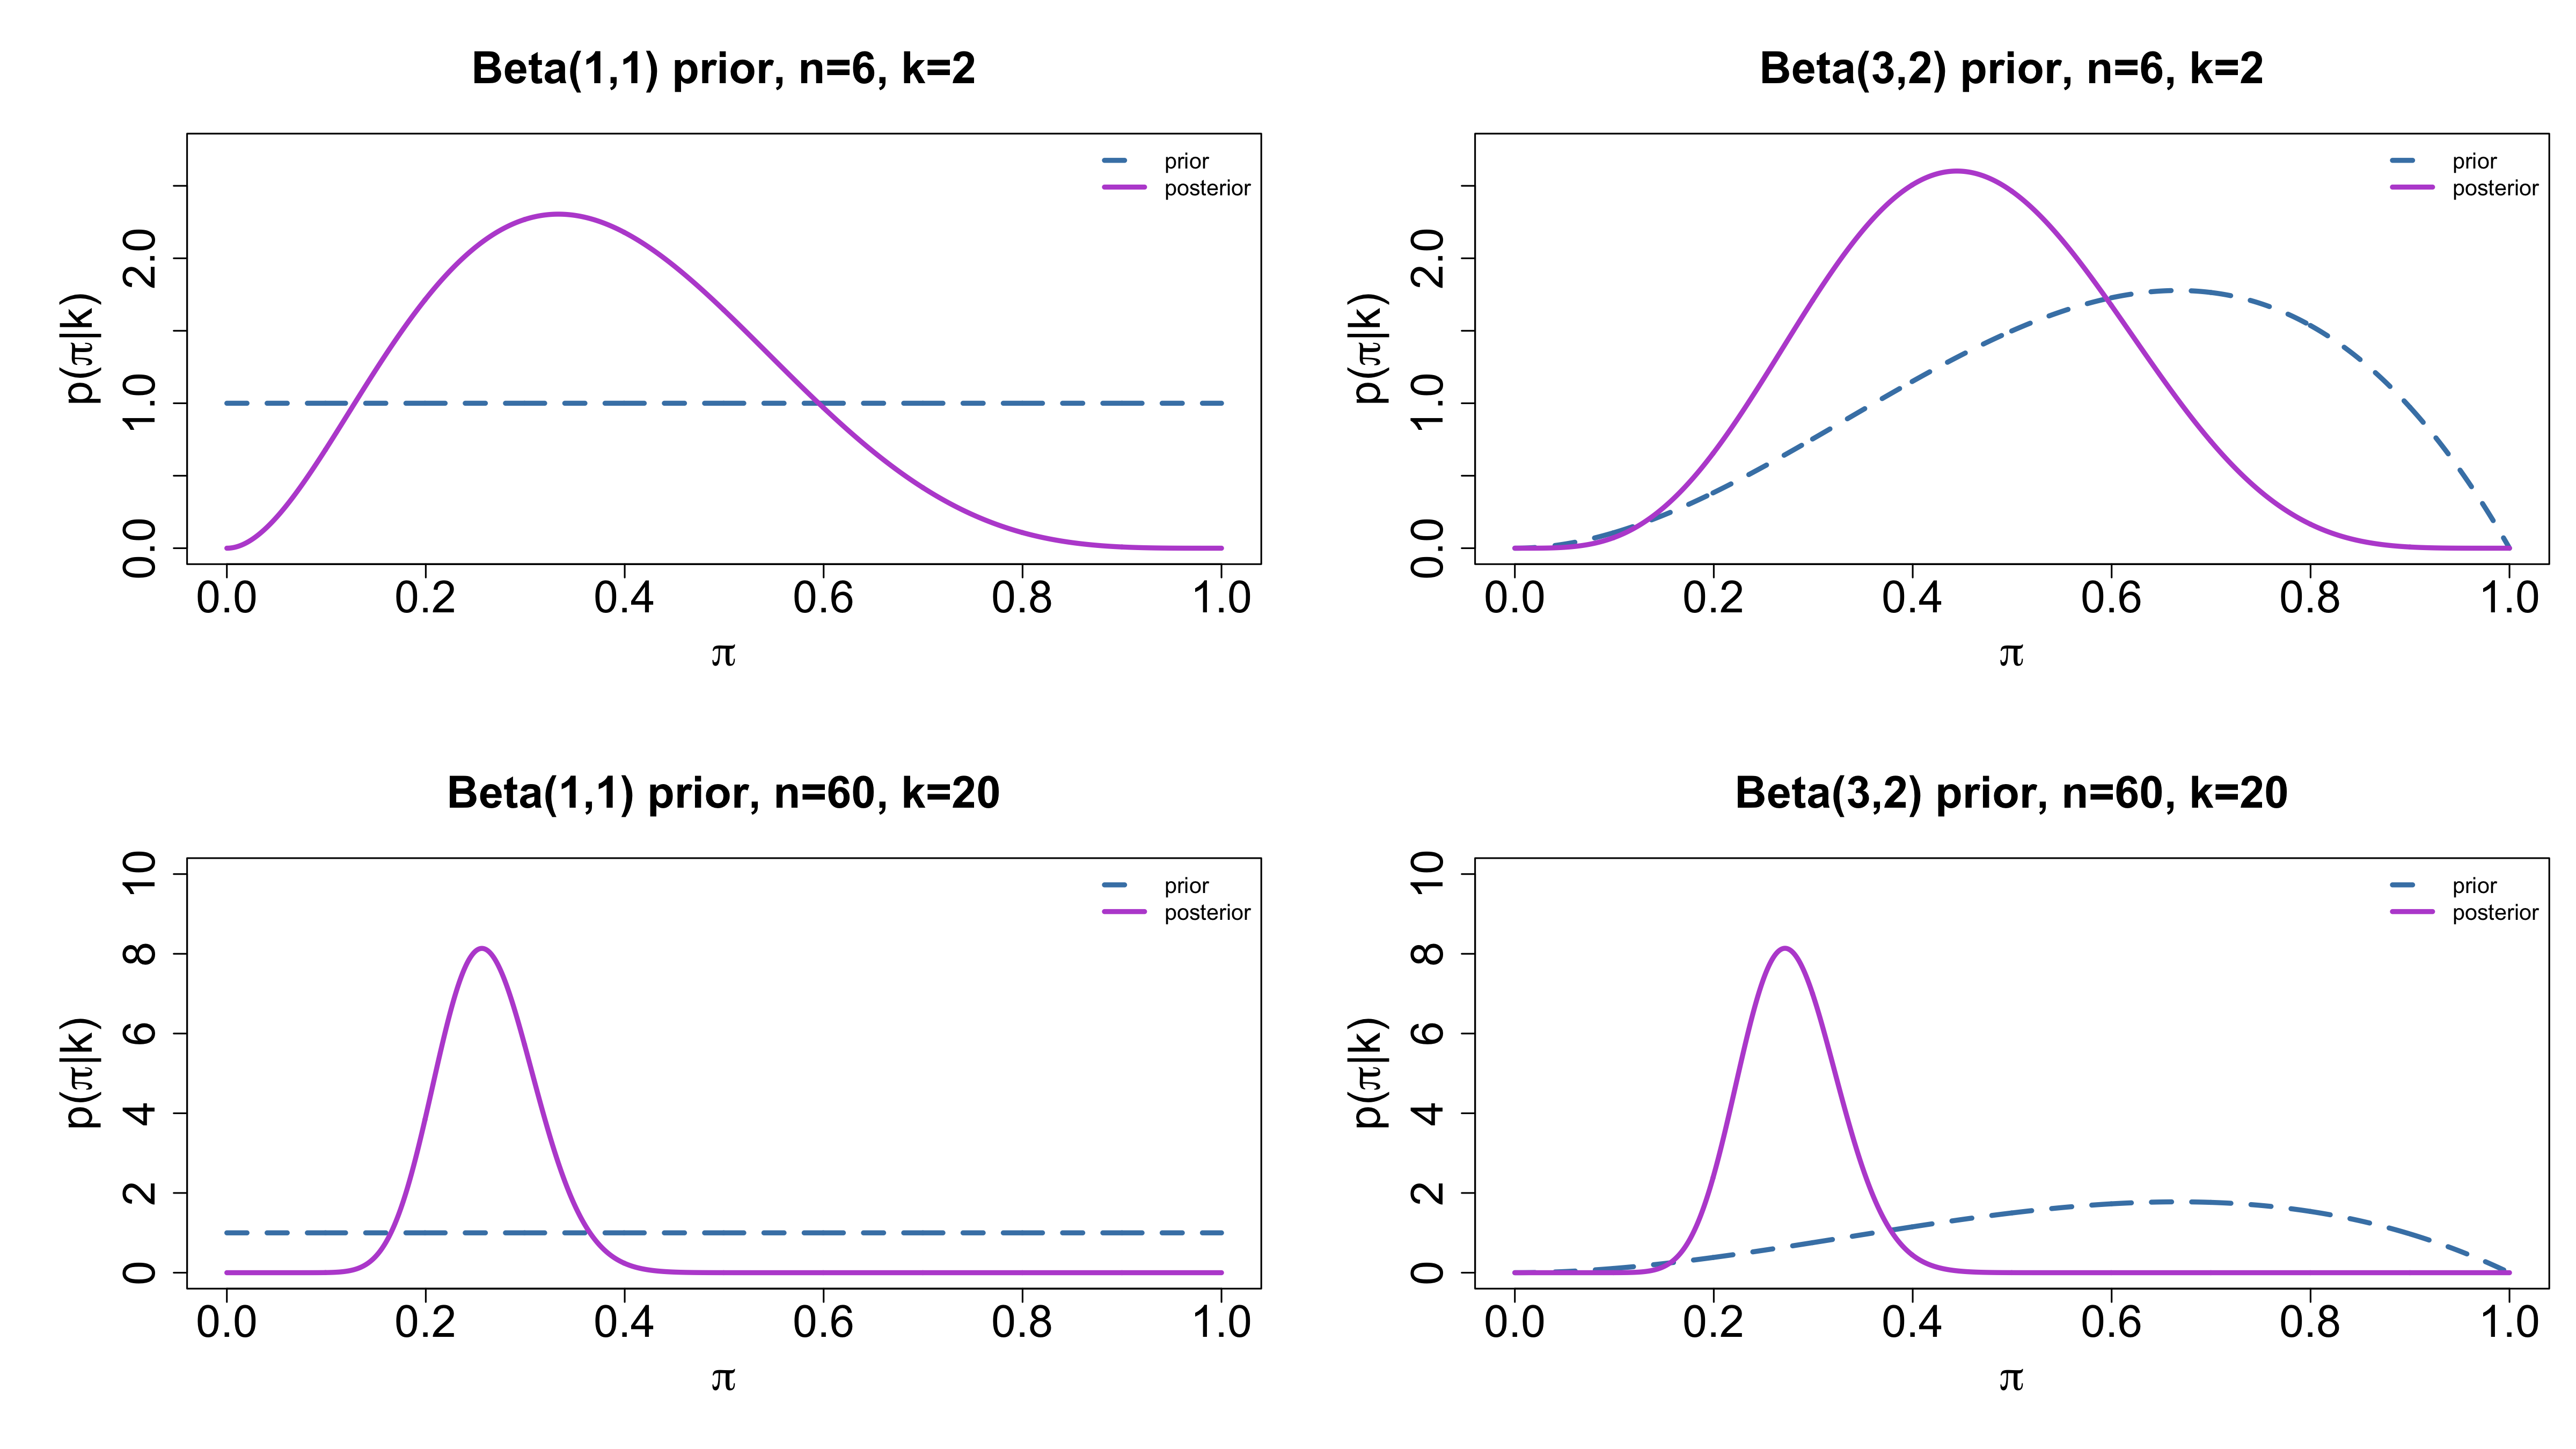 Beta(1,1) prior, n=6, k=2
prior
posterior
p(π|k)
0.0 1.0 2.0
0.0 0.2 0.4 0.6 0.8 1.0
π
Beta(3,2) prior, n=6, k=2
prior
posterior
p(π|k)
0.0 1.0 2.0
0.0 0.2 0.4 0.6 0.8 1.0
π
Beta(1,1) prior, n=60, k=20
prior
posterior
p(π|k)
0 2 4 6 8 10
0.0 0.2 0.4 0.6 0.8 1.0
π
Beta(3,2) prior, n=60, k=20
prior
posterior
p(π|k)
0 2 4 6 8 10
0.0 0.2 0.4 0.6 0.8 1.0
π